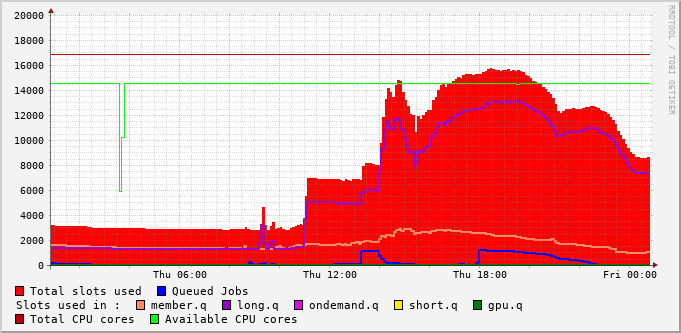 RRDTOOL / TOBI OETIKER
20000
18000
16000
14000
12000
10000
8000
6000
4000
2000
0
Thu 06:00 Thu 12:00 Thu 18:00 Fri 00:00
Total slots used Queued Jobs
Slots used in : member.q long.q ondemand.q short.q gpu.q
Total CPU cores Available CPU cores